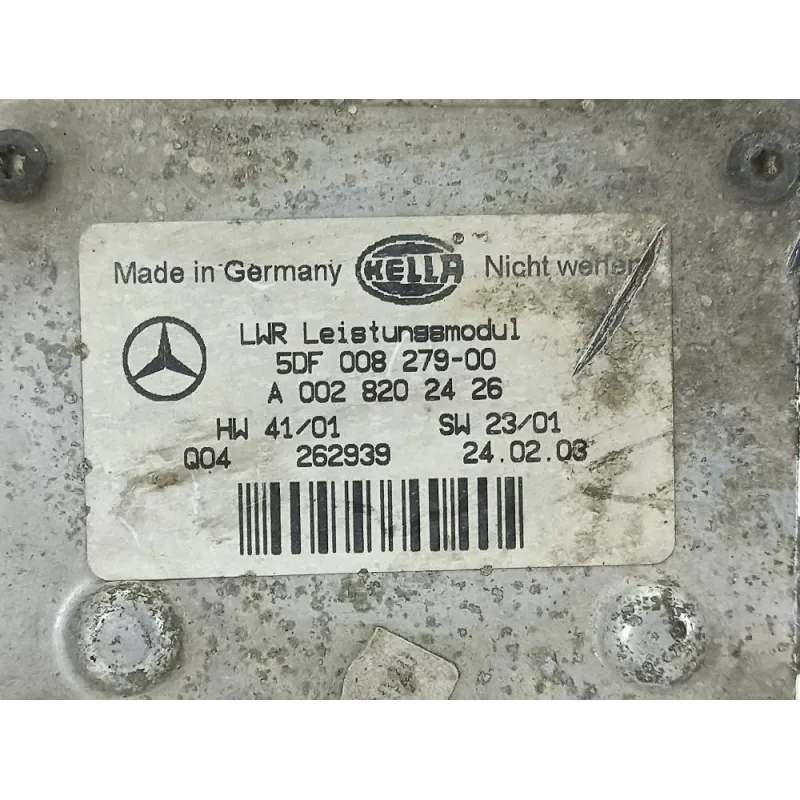 Made in Germany HELLA ® Nicht werfen
LWR Leistungsmodul
5DF 008 279-00
A 002 820 24 26
HW 41/01 SW 23/01
Q04 262939 24.02.03